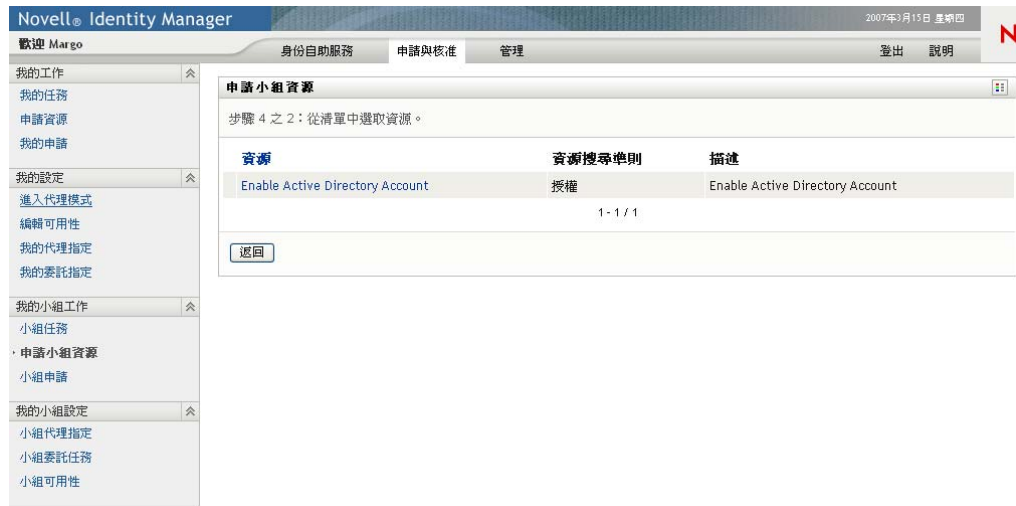 Novell® Identity Manager
2007年3月15日 星期四
歡迎 Margo
身份自助服務 申請與核准 管理 登出 說明
N
我的工作
我的任務
申請資源
我的申請
我的設定
進入代理模式
編輯可用性
我的代理指定
我的委託指定
我的小組工作
小組任務
申請小組資源
小組申請
我的小組設定
小組代理指定
小組委託任務
小組可用性
申請小組資源
步驟 4 之 2：從清單中選取資源。
資源 資源搜尋準則 描述
Enable Active Directory Account 授權 Enable Active Directory Account
1 - 1 / 1
返回